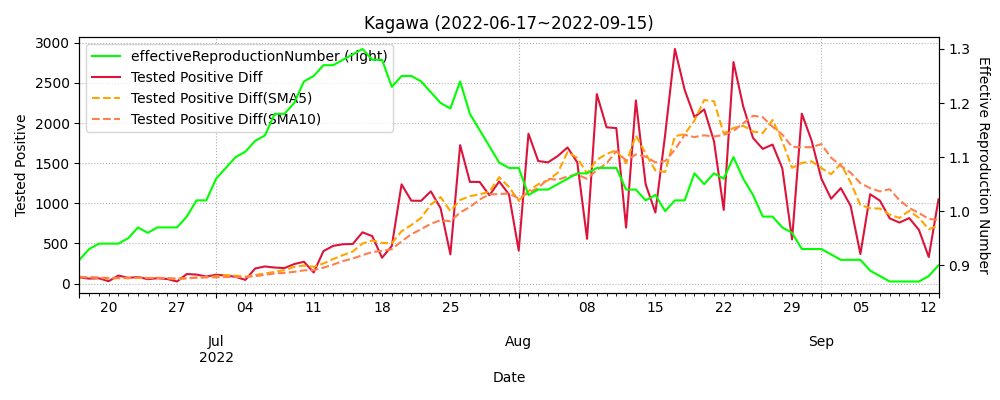 Kagawa (2022-06-17~2022-09-15)
effectiveReproductionNumber (right)
Tested Positive Diff
Tested Positive Diff(SMA5)
Tested Positive Diff(SMA10)
Tested Positive
3000
2500
2000
1500
1000
500
0
1.3
1.2
1.1
1.0
0.9
Effective Reproduction Number
20 27 04 11 18 25 08 15 22 29 05 12
Jul Aug Sep
2022
Date